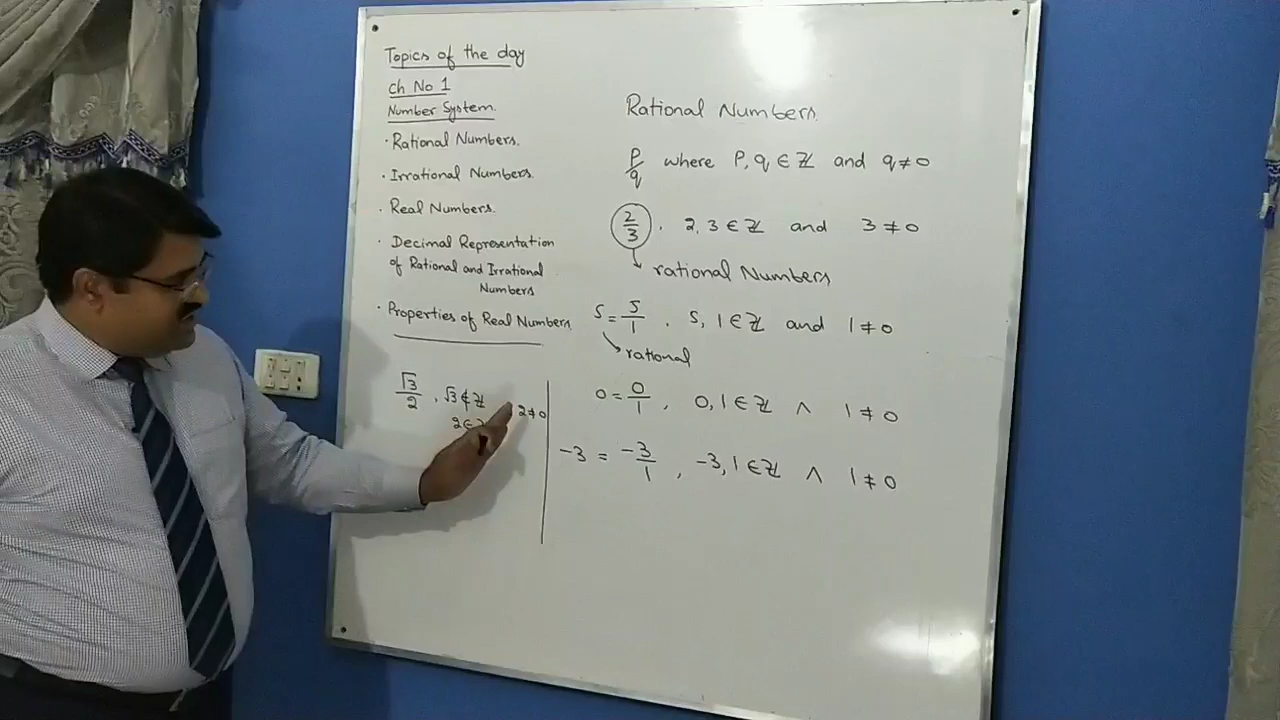 Topics of the day
ch No 1
Number System.
· Rational Numbers.
· Irrational Numbers.
· Real Numbers.
· Decimal Representation
of Rational and Irrational
Numbers
· Properties of Real Numbers
√3/2 , √3 ∉ ℤ
2 ∈ 2 ≠ 0
Rational Numbers
P/q where P, q ∈ ℤ and q ≠ 0
2/3 . 2, 3 ∈ ℤ and 3 ≠ 0
rational Numbers
5 = 5/1 . 5, 1 ∈ ℤ and 1 ≠ 0
rational
0 = 0/1 , 0, 1 ∈ ℤ ∧ 1 ≠ 0
-3 = -3/1 , -3, 1 ∈ ℤ ∧ 1 ≠ 0